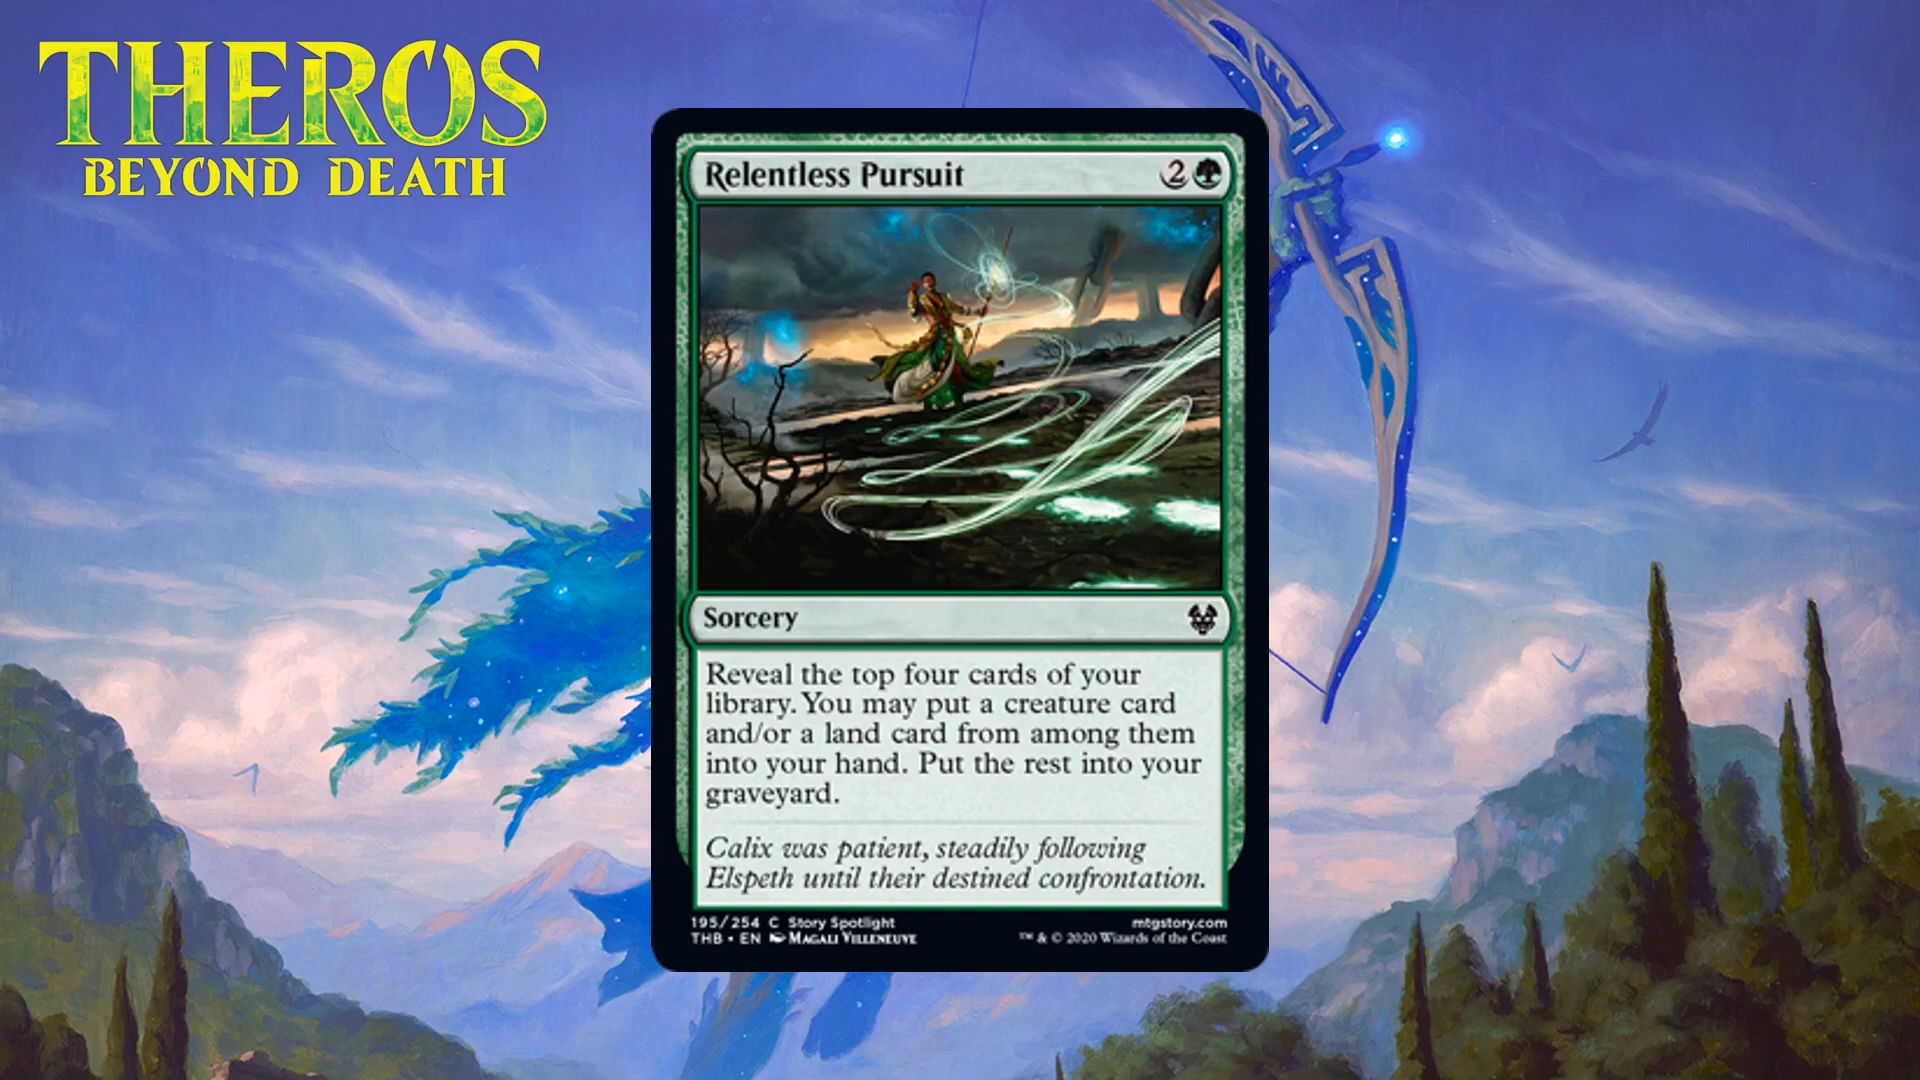 THEROS
BEYOND DEATH
Relentless Pursuit
2
Sorcery
Reveal the top four cards of your
library. You may put a creature card
and/or a land card from among them
into your hand. Put the rest into your
graveyard.
Calix was patient, steadily following
Elspeth until their destined confrontation.
195/254 C Story Spotlight
mtgstory.com
THB • EN MAGALI VILLENEUVE
™ & © 2020 Wizards of the Coast